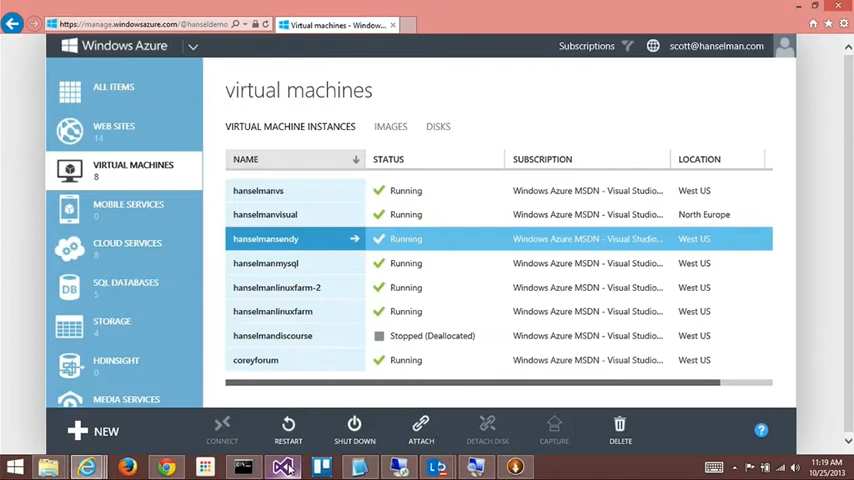 https://manage.windowsazure.com/@hanseldemo
Virtual machines - Window...
Windows Azure
Subscriptions
scott@hanselman.com
ALL ITEMS
WEB SITES
14
VIRTUAL MACHINES
8
MOBILE SERVICES
0
CLOUD SERVICES
8
SQL DATABASES
5
STORAGE
4
HDINSIGHT
0
MEDIA SERVICES
virtual machines
VIRTUAL MACHINE INSTANCES IMAGES DISKS
NAME STATUS SUBSCRIPTION LOCATION
hanselmanvs Running Windows Azure MSDN - Visual Studio... West US
hanselmanvisual Running Windows Azure MSDN - Visual Studio... North Europe
hanselmansendy Running Windows Azure MSDN - Visual Studio... West US
hanselmanmysql Running Windows Azure MSDN - Visual Studio... West US
hanselmanlinuxfarm-2 Running Windows Azure MSDN - Visual Studio... West US
hanselmanlinuxfarm Running Windows Azure MSDN - Visual Studio... West US
hanselmandiscourse Stopped (Deallocated) Windows Azure MSDN - Visual Studio... West US
coreyforum Running Windows Azure MSDN - Visual Studio... West US
NEW
CONNECT RESTART SHUT DOWN ATTACH DETACH DISK CAPTURE DELETE
?
11:19 AM
10/25/2013